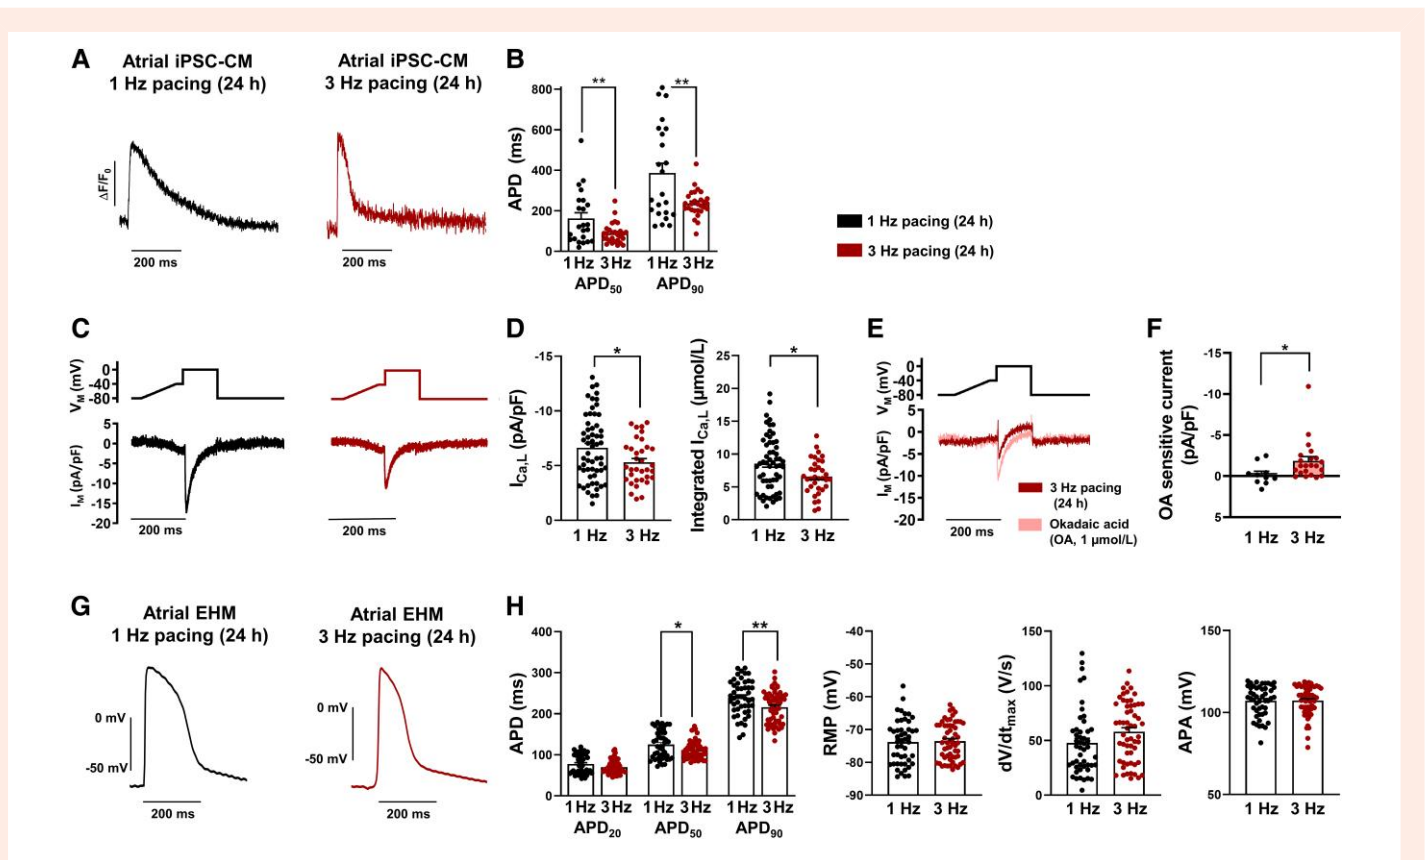 A
Atrial iPSC-CM
1 Hz pacing (24 h)
Atrial iPSC-CM
3 Hz pacing (24 h)
ΔF/F0
200 ms
200 ms
B
APD (ms)
800
600
400
200
0
**
**
1 Hz 3 Hz
1 Hz 3 Hz
APD50
APD90
1 Hz pacing (24 h)
3 Hz pacing (24 h)
C
VM (mV)
0
-40
-80
IM (pA/pF)
5
0
-5
-10
-15
-20
200 ms
200 ms
D
ICa,L (pA/pF)
-15
-10
-5
0
*
1 Hz 3 Hz
Integrated ICa,L (µmol/L)
25
20
15
10
5
0
*
1 Hz 3 Hz
E
VM (mV)
0
-40
-80
IM (pA/pF)
5
0
-5
-10
-15
-20
200 ms
3 Hz pacing
(24 h)
Okadaic acid
(OA, 1 µmol/L)
F
OA sensitive current
(pA/pF)
-15
-10
-5
0
5
*
1 Hz 3 Hz
G
Atrial EHM
1 Hz pacing (24 h)
Atrial EHM
3 Hz pacing (24 h)
0 mV
-50 mV
200 ms
0 mV
-50 mV
200 ms
H
APD (ms)
400
300
200
100
0
*
**
1 Hz 3 Hz
1 Hz 3 Hz
1 Hz 3 Hz
APD20
APD50
APD90
RMP (mV)
-40
-50
-60
-70
-80
-90
1 Hz 3 Hz
dV/dtmax (V/s)
150
100
50
0
1 Hz 3 Hz
APA (mV)
150
100
50
1 Hz 3 Hz